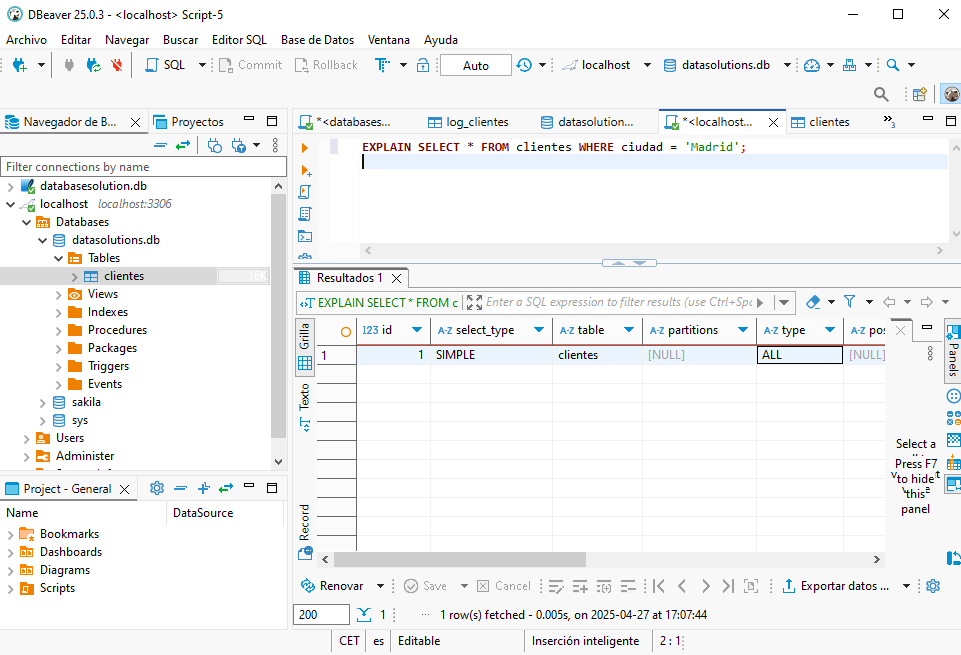 DBeaver 25.0.3 - <localhost> Script-5
Archivo Editar Navegar Buscar Editor SQL Base de Datos Ventana Ayuda
SQL Commit Rollback Auto localhost datasolutions.db
Navegador de B... Proyectos
Filter connections by name
databasesolution.db
localhost localhost:3306
Databases
datasolutions.db
Tables
clientes 16K
Views
Indexes
Procedures
Packages
Triggers
Events
sakila
sys
Users
Administer
Project - General
Name DataSource
Bookmarks
Dashboards
Diagrams
Scripts
*<databases... log_clientes datasolution... *<localhost... clientes »3
EXPLAIN SELECT * FROM clientes WHERE ciudad = 'Madrid';
Resultados 1
EXPLAIN SELECT * FROM c Enter a SQL expression to filter results (use Ctrl+Spc
Grilla
Texto
Record
123 id A-Z select_type A-Z table A-Z partitions A-Z type A-Z pos
1 1 SIMPLE clientes [NULL] ALL [NULL]
Select a
Press F7
to hide
this
panel
Panels
Renovar Save Cancel Exportar datos ...
200 1 1 row(s) fetched - 0.005s, on 2025-04-27 at 17:07:44
CET es Editable Inserción inteligente 2 : 1